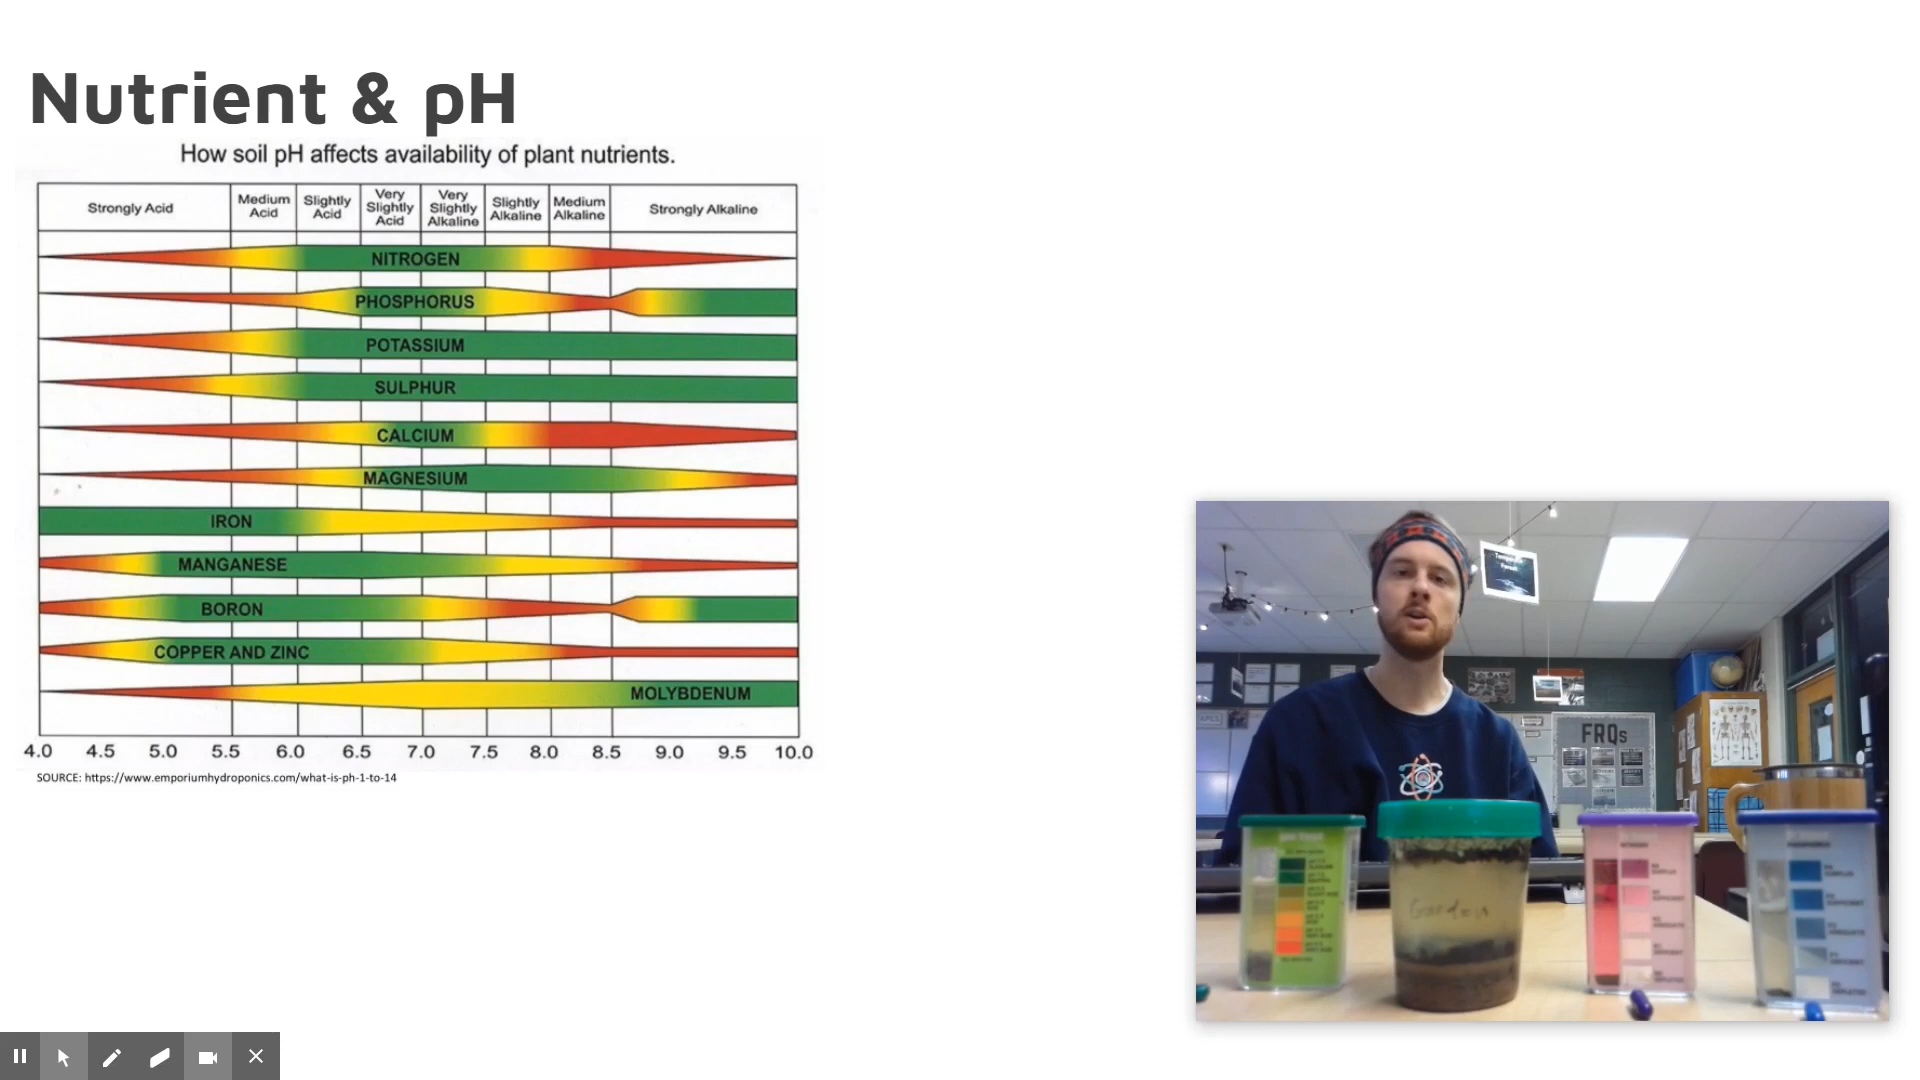 Nutrient & pH
How soil pH affects availability of plant nutrients.
Strongly Acid
Medium
Acid
Slightly
Acid
Very
Slightly
Acid
Very
Slightly
Alkaline
Slightly
Alkaline
Medium
Alkaline
Strongly Alkaline
NITROGEN
PHOSPHORUS
POTASSIUM
SULPHUR
CALCIUM
MAGNESIUM
IRON
MANGANESE
BORON
COPPER AND ZINC
MOLYBDENUM
4.0 4.5 5.0 5.5 6.0 6.5 7.0 7.5 8.0 8.5 9.0 9.5 10.0
SOURCE: https://www.emporiumhydroponics.com/what-is-ph-1-to-14
FRQs
Garden